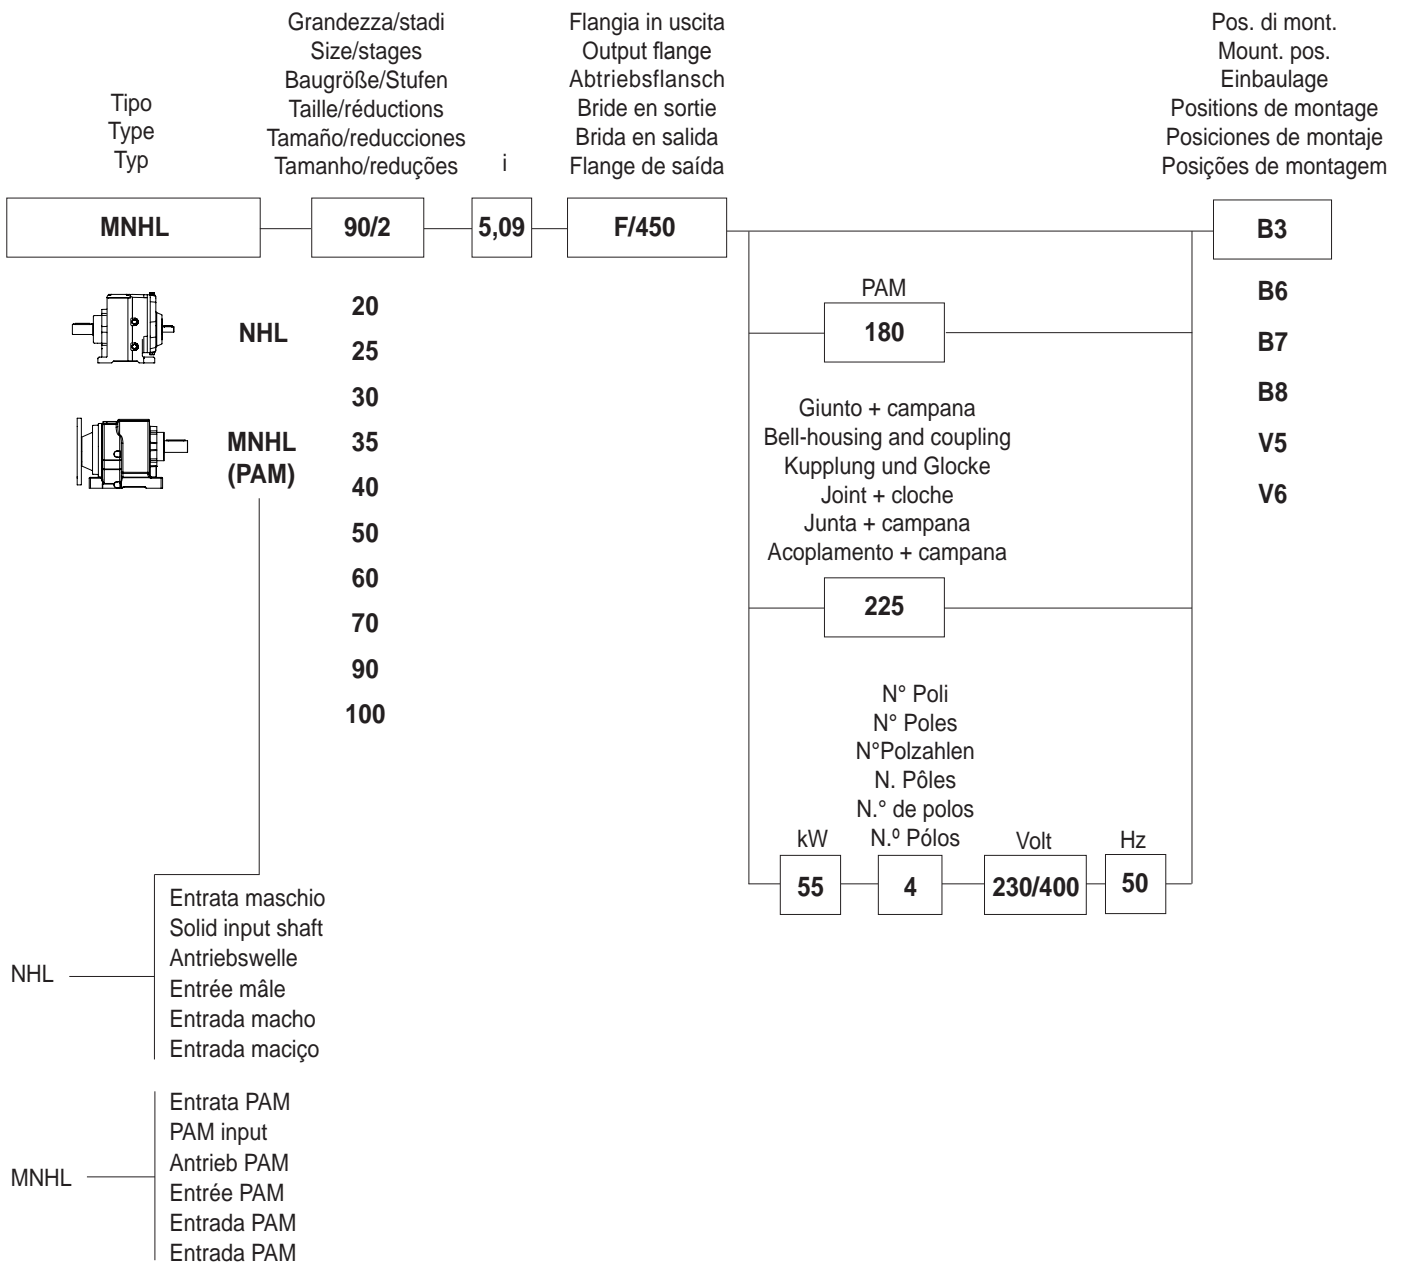 Tipo
Type
Typ
Grandezza/stadi
Size/stages
Baugröße/Stufen
Taille/réductions
Tamaño/reducciones
Tamanho/reduções
i
Flangia in uscita
Output flange
Abtriebsflansch
Bride en sortie
Brida en salida
Flange de saída
Pos. di mont.
Mount. pos.
Einbaulage
Positions de montage
Posiciones de montaje
Posições de montagem
MNHL
90/2
5,09
F/450
B3
NHL
MNHL
(PAM)
20
25
30
35
40
50
60
70
90
100
PAM
180
Giunto + campana
Bell-housing and coupling
Kupplung und Glocke
Joint + cloche
Junta + campana
Acoplamento + campana
225
N° Poli
N° Poles
N°Polzahlen
N. Pôles
N.° de polos
N.º Pólos
kW
Volt
Hz
55
4
230/400
50
B6
B7
B8
V5
V6
NHL
Entrata maschio
Solid input shaft
Antriebswelle
Entrée mâle
Entrada macho
Entrada maciço
MNHL
Entrata PAM
PAM input
Antrieb PAM
Entrée PAM
Entrada PAM
Entrada PAM